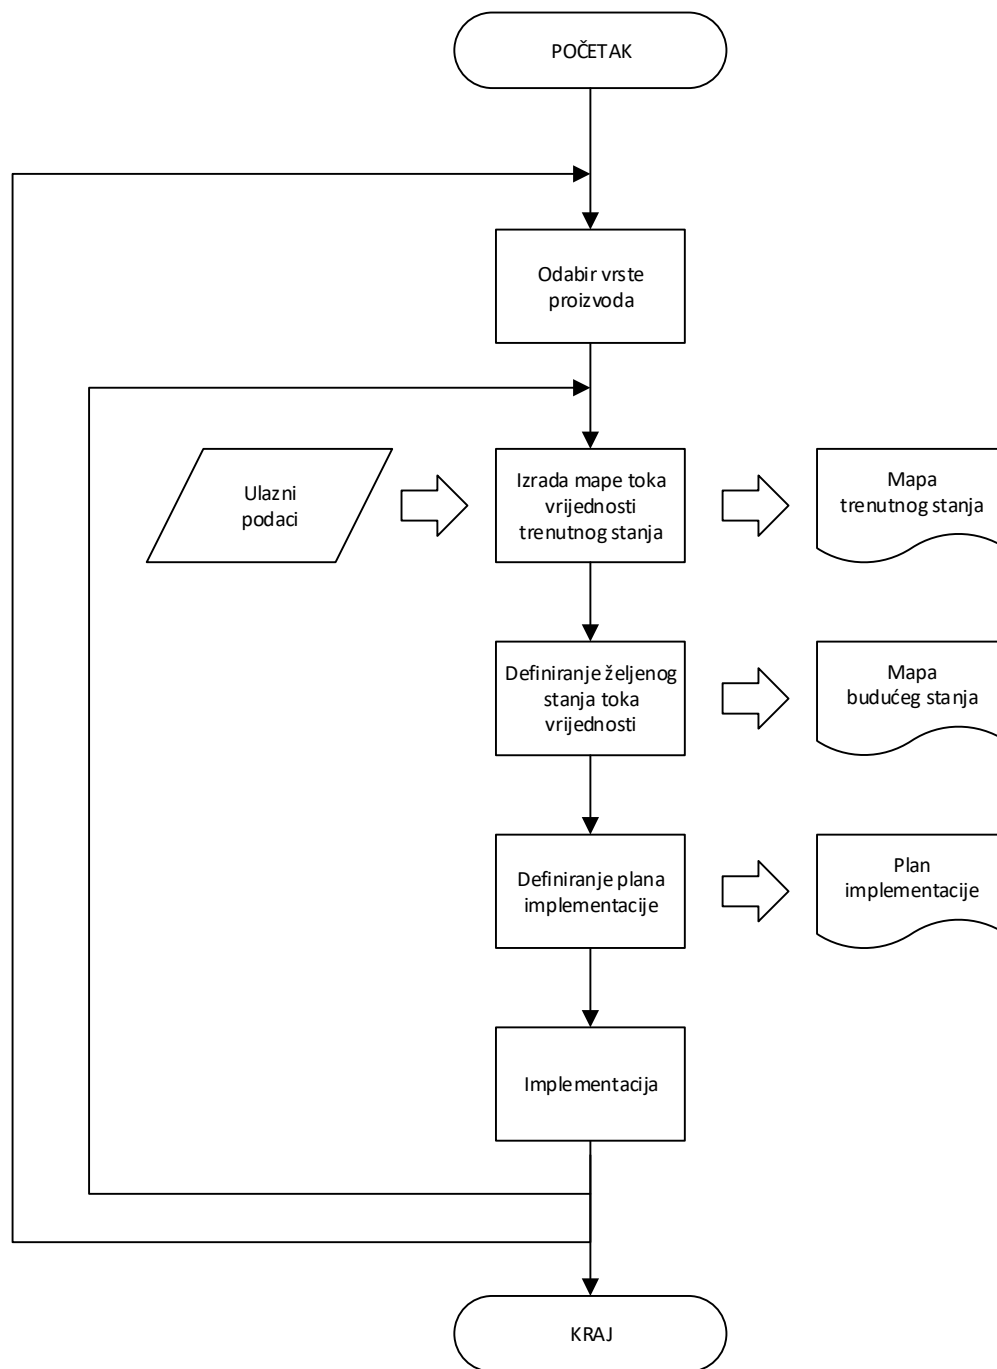 POČETAK
Odabir vrste
proizvoda
Ulazni
podaci
Izrada mape toka
vrijednosti
trenutnog stanja
Mapa
trenutnog stanja
Definiranje željenog
stanja toka
vrijednosti
Mapa
budućeg stanja
Definiranje plana
implementacije
Plan
implementacije
Implementacija
KRAJ